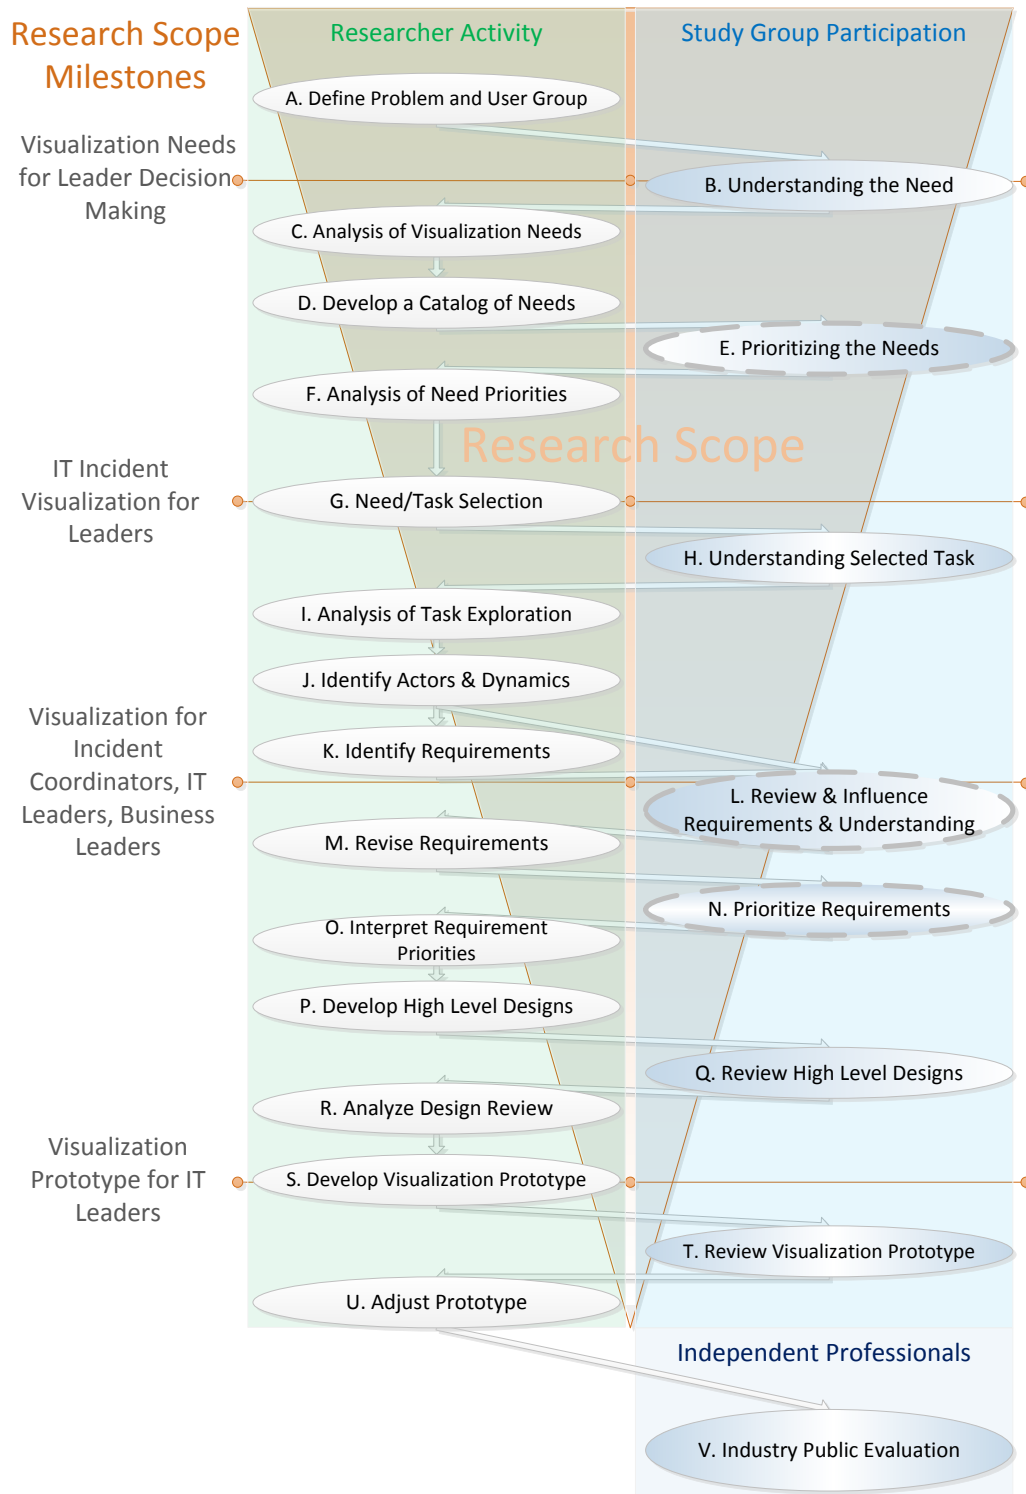 Research Scope
Milestones
Researcher Activity
Study Group Participation
A. Define Problem and User Group
Visualization Needs
for Leader Decision
Making
B. Understanding the Need
C. Analysis of Visualization Needs
D. Develop a Catalog of Needs
E. Prioritizing the Needs
F. Analysis of Need Priorities
Research Scope
IT Incident
Visualization for
Leaders
G. Need/Task Selection
H. Understanding Selected Task
I. Analysis of Task Exploration
J. Identify Actors & Dynamics
Visualization for
Incident
Coordinators, IT
Leaders, Business
Leaders
K. Identify Requirements
L. Review & Influence
Requirements & Understanding
M. Revise Requirements
N. Prioritize Requirements
O. Interpret Requirement
Priorities
P. Develop High Level Designs
Q. Review High Level Designs
R. Analyze Design Review
Visualization
Prototype for IT
Leaders
S. Develop Visualization Prototype
T. Review Visualization Prototype
U. Adjust Prototype
Independent Professionals
V. Industry Public Evaluation